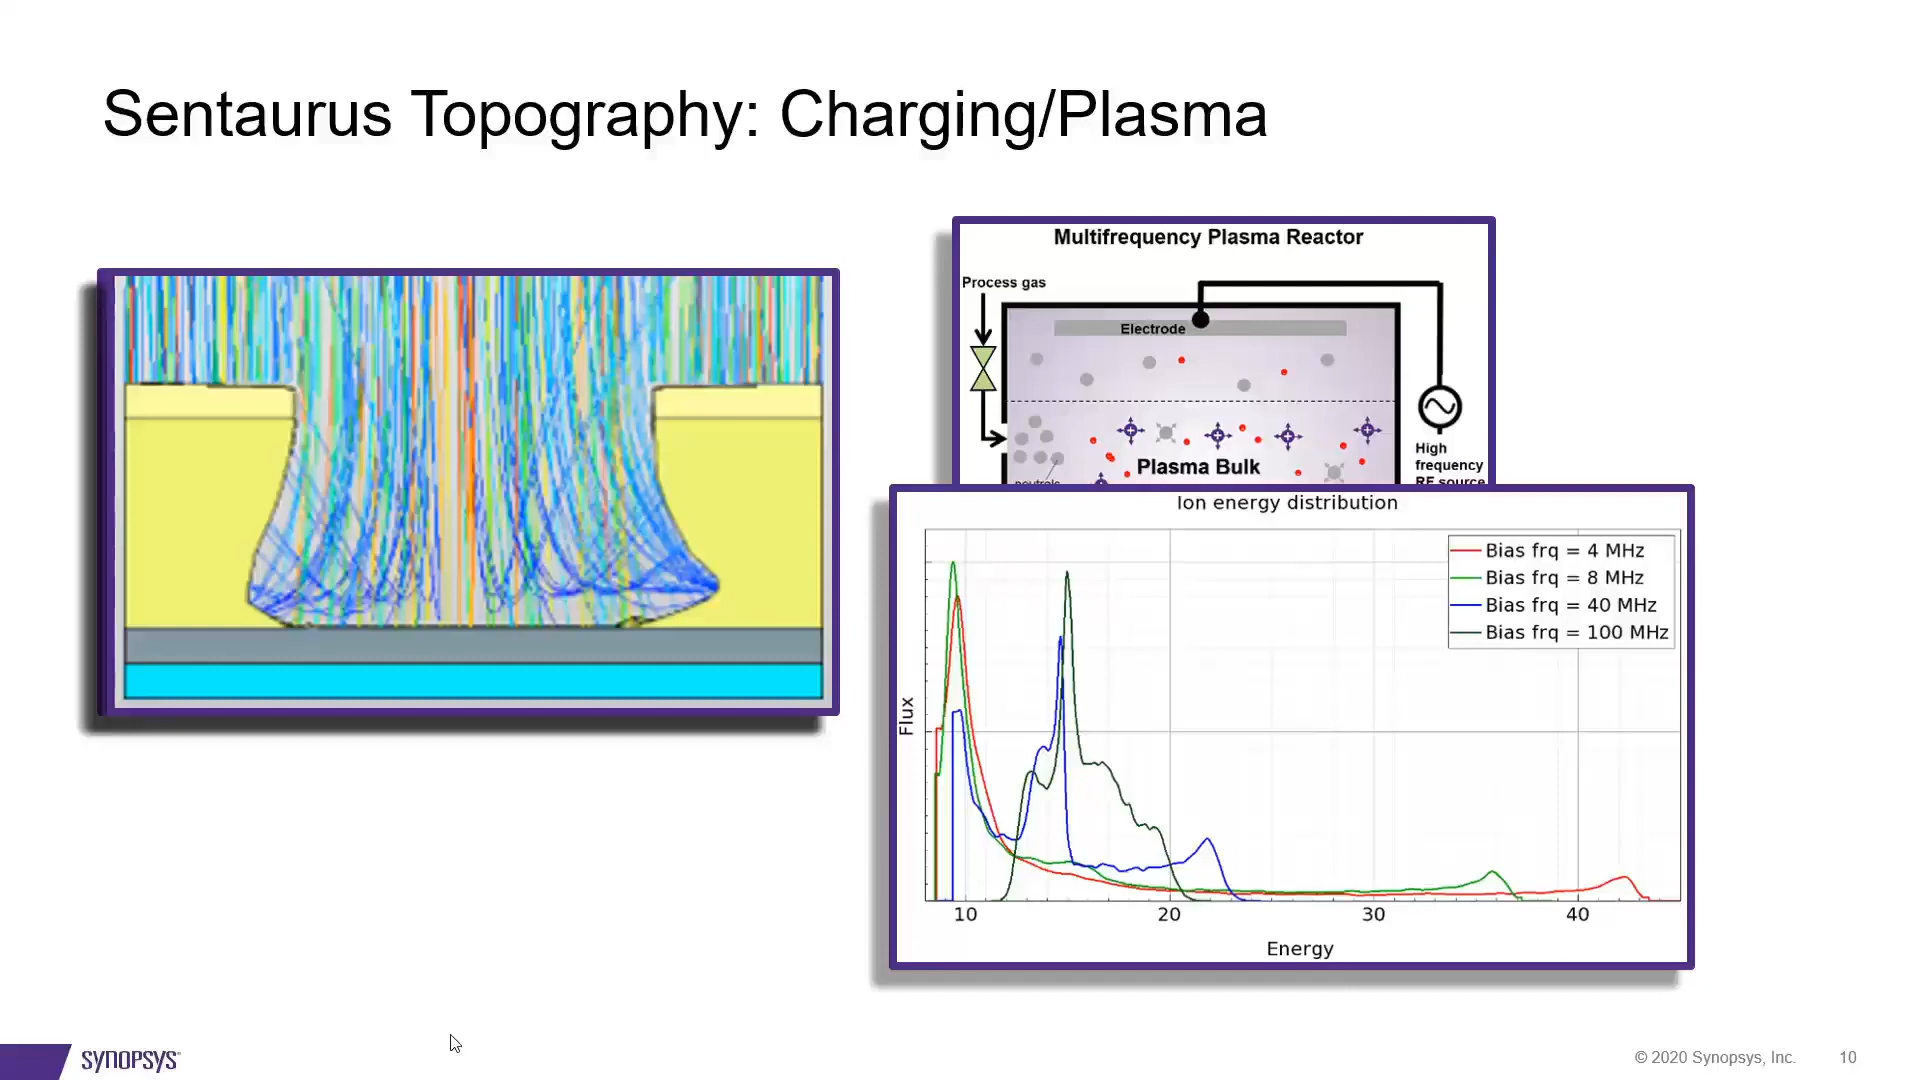 Sentaurus Topography: Charging/Plasma
Multifrequency Plasma Reactor
Process gas
Electrode
Plasma Bulk
neutrals
High
frequency
RF source
Ion energy distribution
Bias frq = 4 MHz
Bias frq = 8 MHz
Bias frq = 40 MHz
Bias frq = 100 MHz
Flux
10 20 30 40
Energy
SYNOPSYS
© 2020 Synopsys, Inc. 10